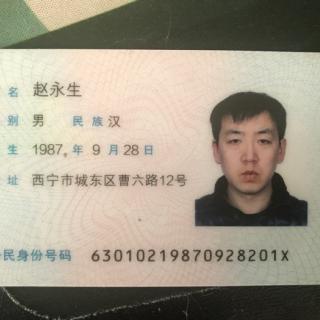 名 赵永生
别 男 民族 汉
生 1987 年 9 月 28 日
址 西宁市城东区曹六路12号
民身份号码 63010219870928201X